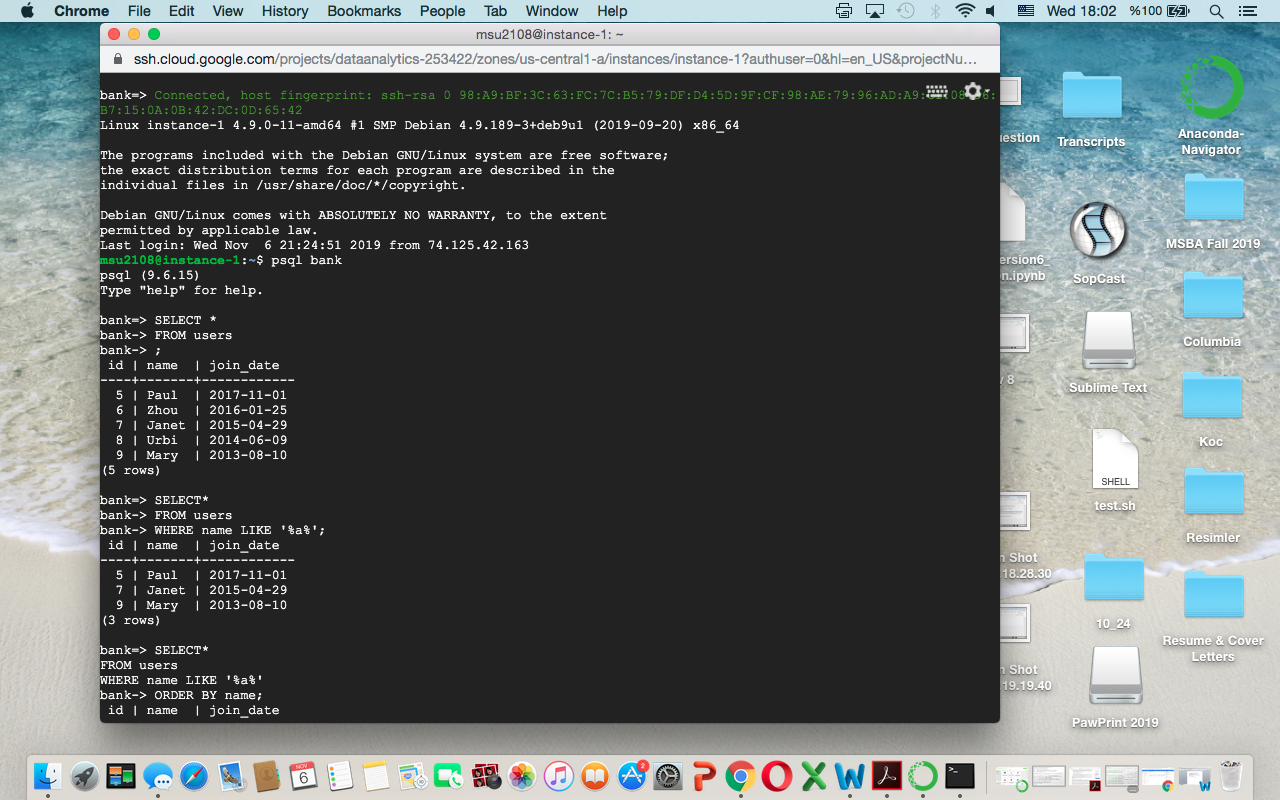 Chrome File Edit View History Bookmarks People Tab Window Help Wed 18:02 %100
msu2108@instance-1: ~
ssh.cloud.google.com/projects/dataanalytics-253422/zones/us-central1-a/instances/instance-1?authuser=0&hl=en_US&projectNu...
bank=> Connected, host fingerprint: ssh-rsa 0 98:A9:BF:3C:63:FC:7C:B5:79:DF:D4:5D:9F:CF:98:AE:79:96:AD:A9:
B7:15:0A:0B:42:DC:0D:65:42
Linux instance-1 4.9.0-11-amd64 #1 SMP Debian 4.9.189-3+deb9u1 (2019-09-20) x86_64
The programs included with the Debian GNU/Linux system are free software;
the exact distribution terms for each program are described in the
individual files in /usr/share/doc/*/copyright.
Debian GNU/Linux comes with ABSOLUTELY NO WARRANTY, to the extent
permitted by applicable law.
Last login: Wed Nov  6 21:24:51 2019 from 74.125.42.163
msu2108@instance-1:~$ psql bank
psql (9.6.15)
Type "help" for help.
bank=> SELECT *
bank-> FROM users
bank-> ;
 id | name  | join_date
----+-------+------------
  5 | Paul  | 2017-11-01
  6 | Zhou  | 2016-01-25
  7 | Janet | 2015-04-29
  8 | Urbi  | 2014-06-09
  9 | Mary  | 2013-08-10
(5 rows)
bank=> SELECT*
bank-> FROM users
bank-> WHERE name LIKE '%a%';
 id | name  | join_date
----+-------+------------
  5 | Paul  | 2017-11-01
  7 | Janet | 2015-04-29
  9 | Mary  | 2013-08-10
(3 rows)
bank=> SELECT*
FROM users
WHERE name LIKE '%a%'
bank-> ORDER BY name;
 id | name  | join_date
uestion
Transcripts
Anaconda-
Navigator
MSBA Fall 2019
ersion6_
on.ipynb
SopCast
Columbia
v 8
Sublime Text
Koc
SHELL
test.sh
Resimler
n Shot
18.28.30
10_24
Resume & Cover
Letters
n Shot
19.19.40
PawPrint 2019
NOV
6
2